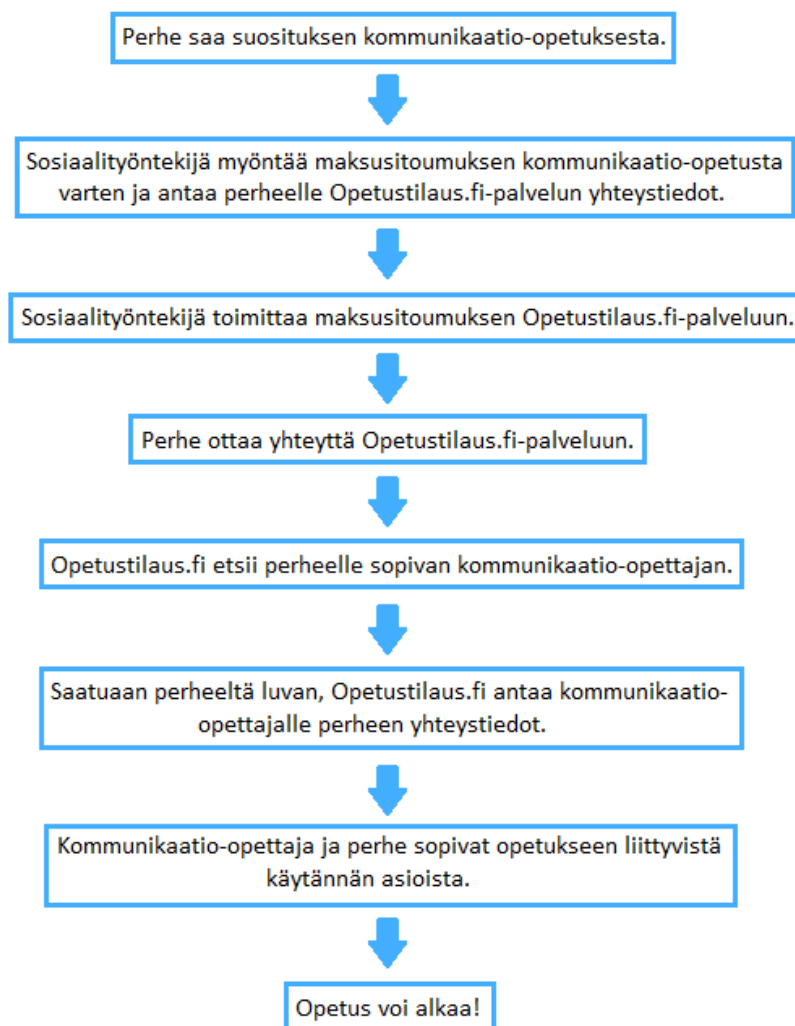 Perhe saa suosituksen kommunikaatio-opetuksesta.
Sosiaalityöntekijä myöntää maksusitoumuksen kommunikaatio-opetusta
varten ja antaa perheelle Opetustilaus.fi-palvelun yhteystiedot.
Sosiaalityöntekijä toimittaa maksusitoumuksen Opetustilaus.fi-palveluun.
Perhe ottaa yhteyttä Opetustilaus.fi-palveluun.
Opetustilaus.fi etsii perheelle sopivan kommunikaatio-opettajan.
Saatuaan perheeltä luvan, Opetustilaus.fi antaa kommunikaatio-
opettajalle perheen yhteystiedot.
Kommunikaatio-opettaja ja perhe sopivat opetukseen liittyvistä
käytännän asioista.
Opetus voi alkaa!